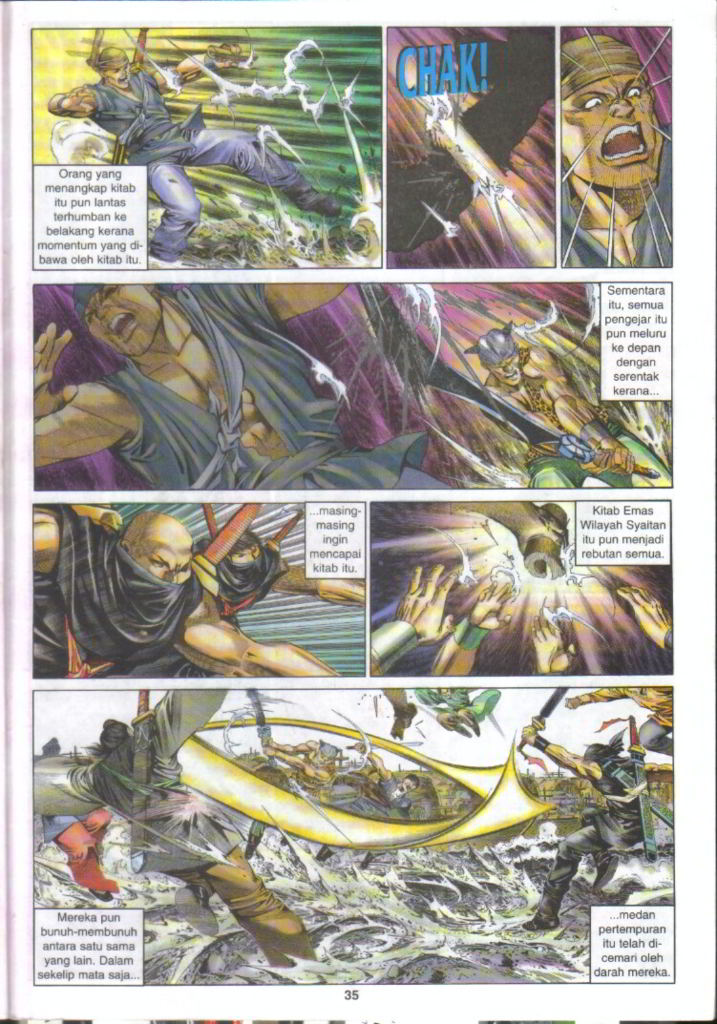 Orang yang
menangkap kitab
itu pun lantas
terhumban ke
belakang kerana
momentum yang di-
bawa oleh kitab itu.
CHAK!
Sementara
itu, semua
pengejar itu
pun meluru
ke depan
dengan
serentak
kerana...
...masing-
masing
ingin
mencapai
kitab itu.
Kitab Emas
Wilayah Syaitan
itu pun menjadi
rebutan semua.
Mereka pun
bunuh-membunuh
antara satu sama
yang lain. Dalam
sekelip mata saja...
...medan
pertempuran
itu telah di-
cemari oleh
darah mereka.
35